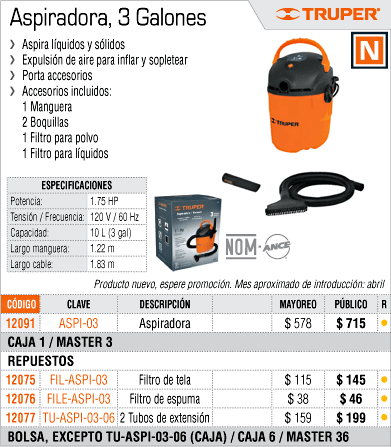 Aspiradora, 3 Galones
TRUPER
N
Aspira líquidos y sólidos
Expulsión de aire para inflar y sopletear
Porta accesorios
Accesorios incluidos:
1 Manguera
2 Boquillas
1 Filtro para polvo
1 Filtro para líquidos
TRUPER
ESPECIFICACIONES
Potencia: 1.75 HP
Tensión / Frecuencia: 120 V / 60 Hz
Capacidad: 10 L (3 gal)
Largo manguera: 1.22 m
Largo cable: 1.83 m
TRUPER
NOM-ANCE
Producto nuevo, espere promoción. Mes aproximado de introducción: abril
CÓDIGO CLAVE DESCRIPCIÓN MAYOREO PÚBLICO R
12091 ASPI-03 Aspiradora $ 578 $ 715
CAJA 1 / MASTER 3
REPUESTOS
12075 FIL-ASPI-03 Filtro de tela $ 115 $ 145
12076 FILE-ASPI-03 Filtro de espuma $ 38 $ 46
12077 TU-ASPI-03-06 2 Tubos de extensión $ 159 $ 199
BOLSA, EXCEPTO TU-ASPI-03-06 (CAJA) / CAJA 6 / MASTER 36